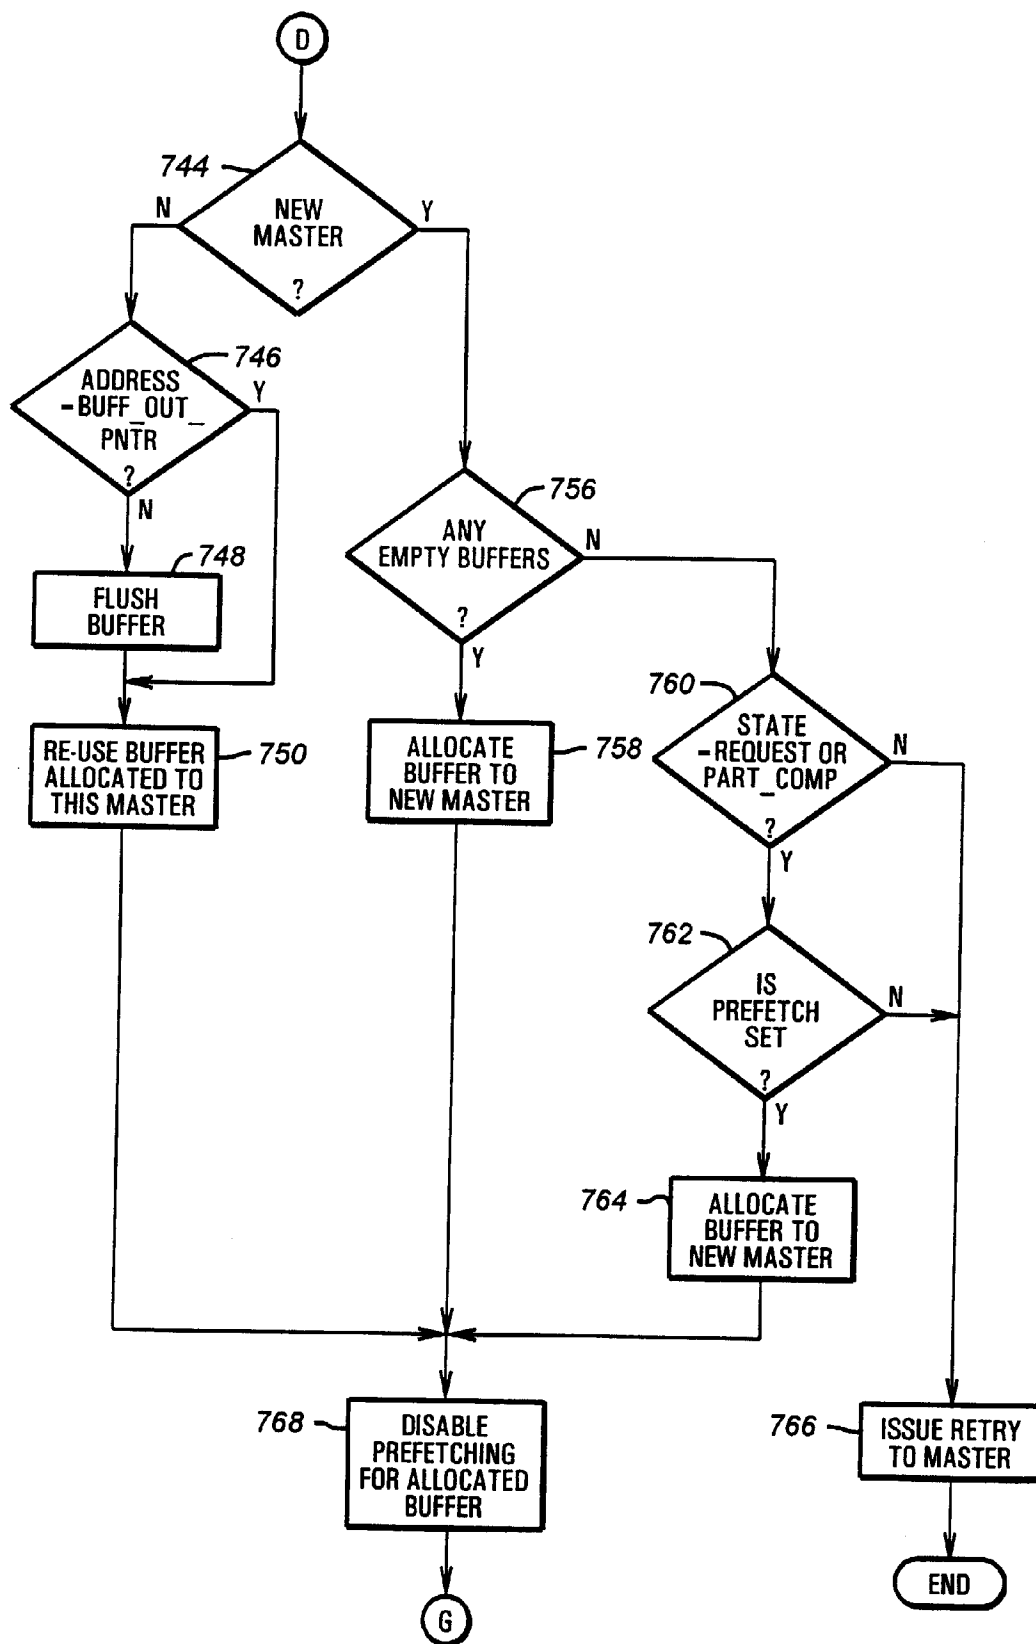 D
744
NEW
MASTER
?
N
Y
746
ADDRESS
-BUFF_OUT_
PNTR
?
Y
N
748
FLUSH
BUFFER
756
ANY
EMPTY BUFFERS
?
N
Y
RE-USE BUFFER
ALLOCATED TO
THIS MASTER
750
ALLOCATE
BUFFER TO
NEW MASTER
758
760
STATE
-REQUEST OR
PART_COMP
?
N
Y
762
IS
PREFETCH
SET
?
N
Y
764
ALLOCATE
BUFFER TO
NEW MASTER
768
DISABLE
PREFETCHING
FOR ALLOCATED
BUFFER
766
ISSUE RETRY
TO MASTER
G
END